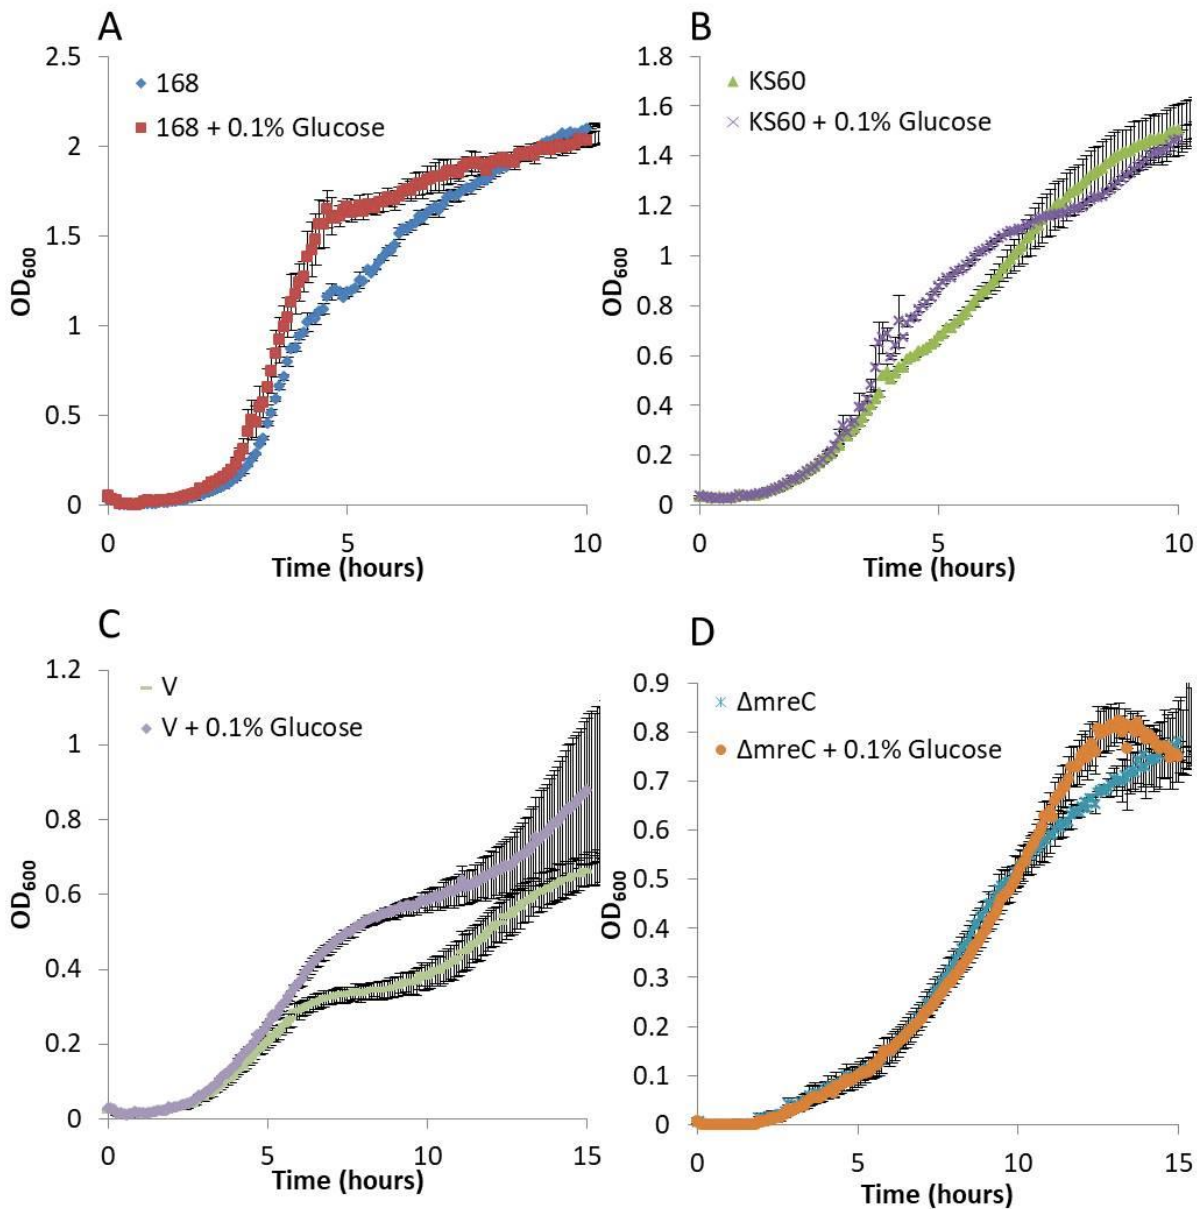 A
2.5
2
1.5
1
0.5
0
168
168 + 0.1% Glucose
OD600
0 5 10
Time (hours)
B
1.8
1.6
1.4
1.2
1
0.8
0.6
0.4
0.2
0
KS60
KS60 + 0.1% Glucose
OD600
0 5 10
Time (hours)
C
1.2
1
0.8
0.6
0.4
0.2
0
V
V + 0.1% Glucose
OD600
0 5 10 15
Time (hours)
D
0.9
0.8
0.7
0.6
0.5
0.4
0.3
0.2
0.1
0
ΔmreC
ΔmreC + 0.1% Glucose
OD600
0 5 10 15
Time (hours)